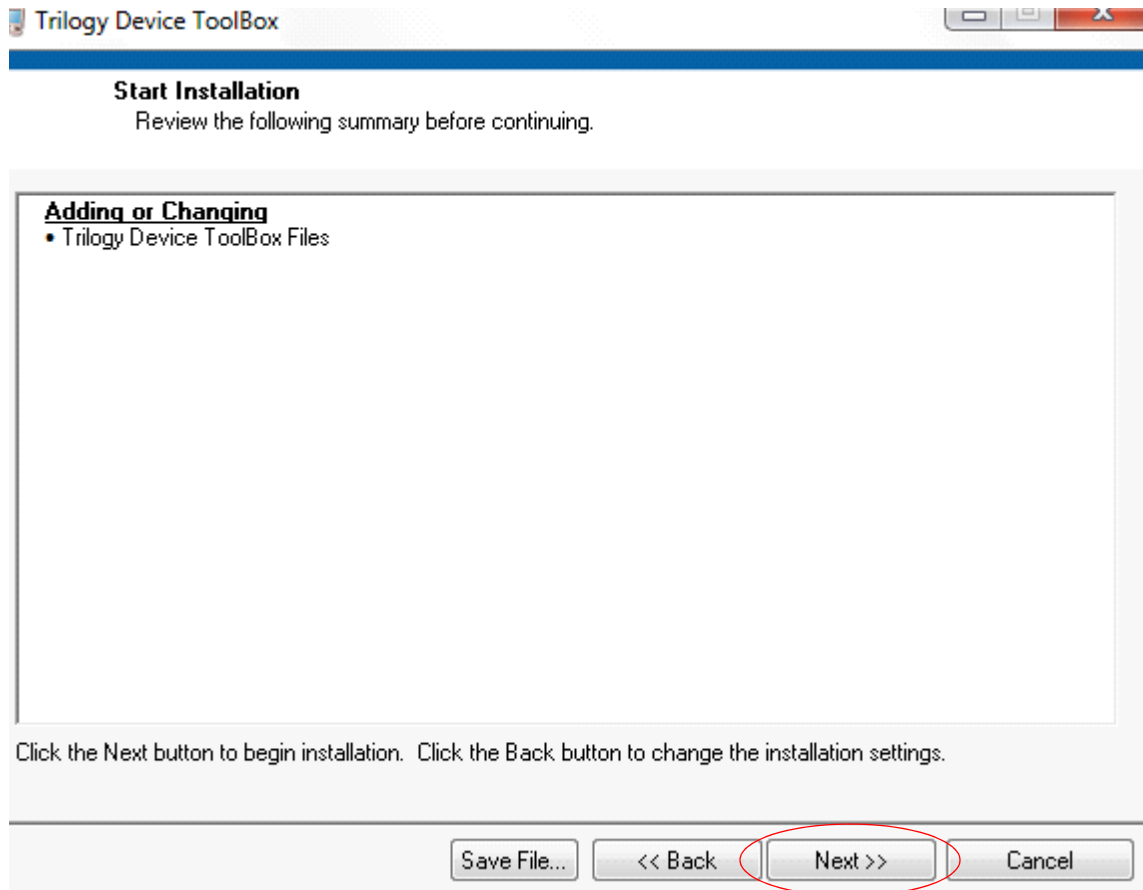 Trilogy Device ToolBox
Start Installation
Review the following summary before continuing.
Adding or Changing
• Trilogy Device ToolBox Files
Click the Next button to begin installation.  Click the Back button to change the installation settings.
Save File... << Back Next >> Cancel